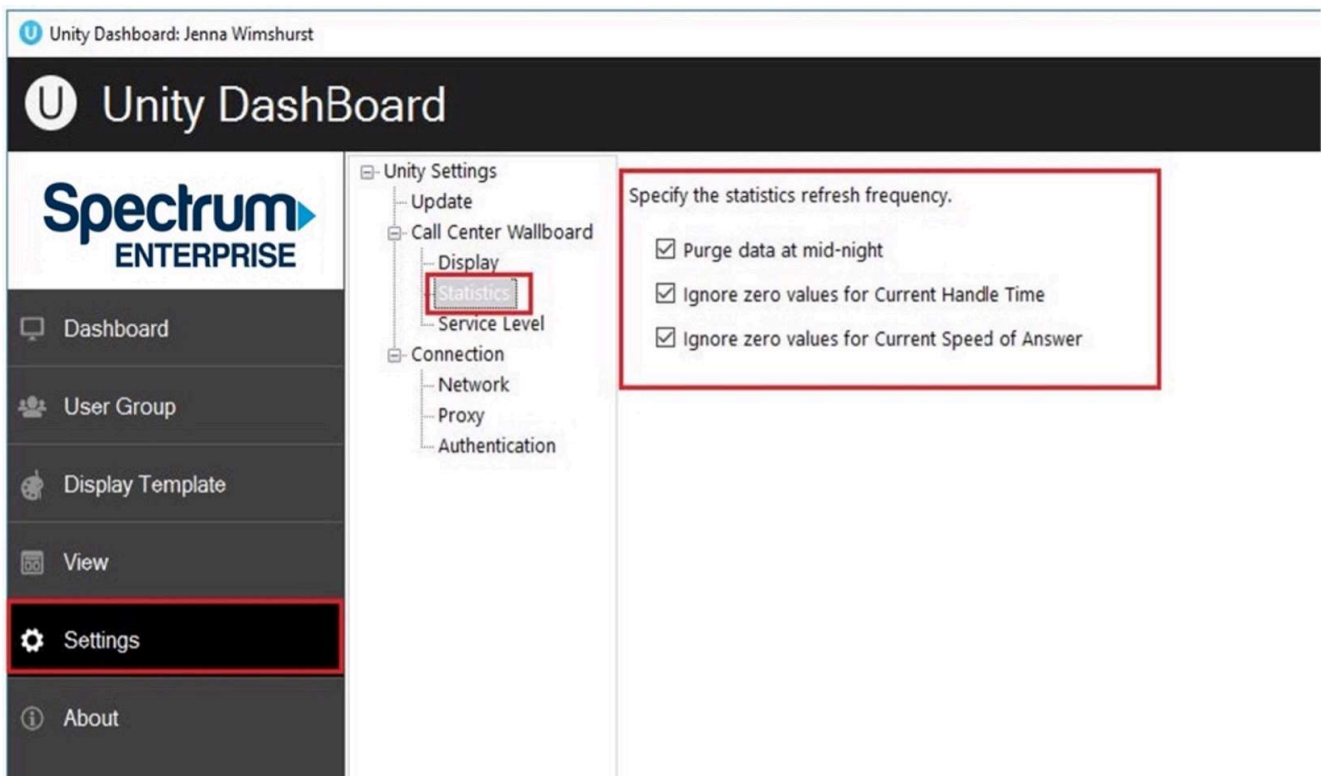 Unity Dashboard: Jenna Wimshurst
Unity DashBoard
Spectrum
ENTERPRISE
Dashboard
User Group
Display Template
View
Settings
About
Unity Settings
Update
Call Center Wallboard
Display
Statistics
Service Level
Connection
Network
Proxy
Authentication
Specify the statistics refresh frequency.
Purge data at mid-night
Ignore zero values for Current Handle Time
Ignore zero values for Current Speed of Answer